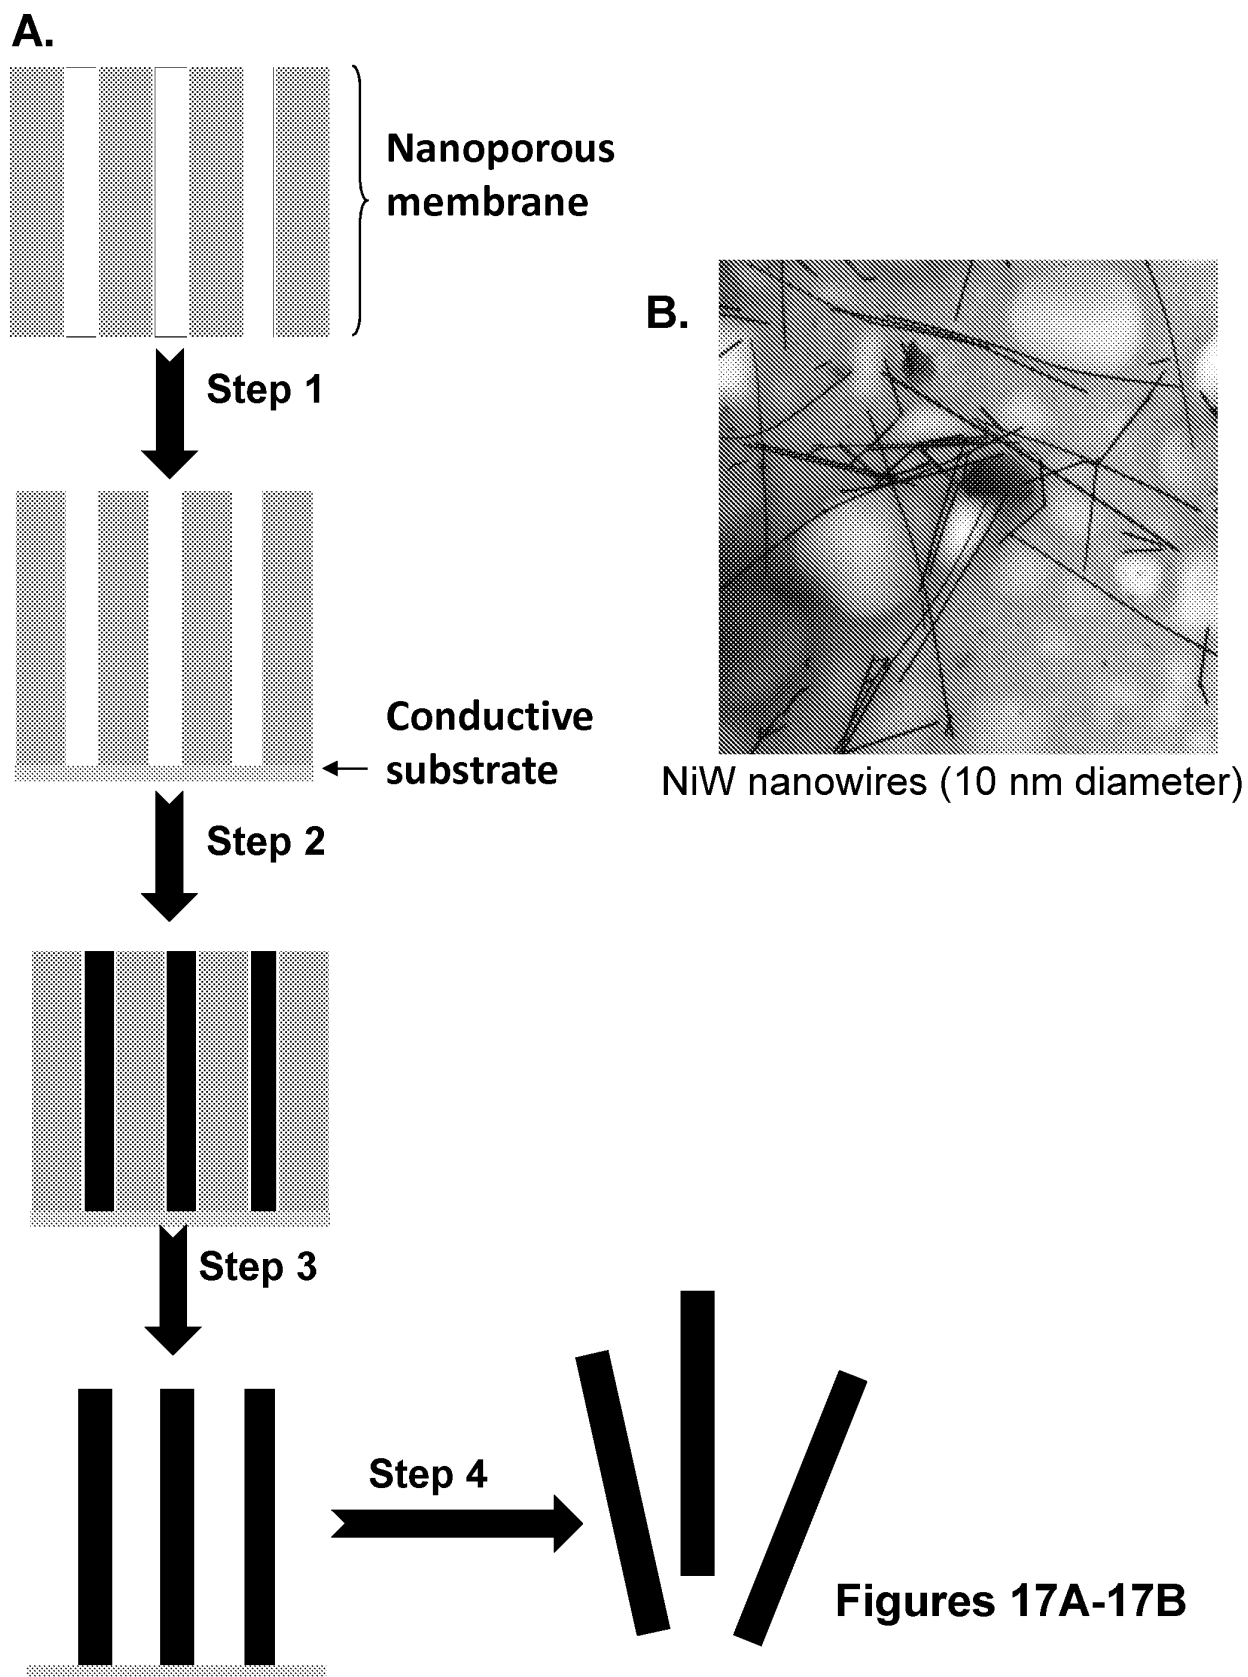 A.
Nanoporous
membrane
B.
Step 1
Conductive
substrate
NiW nanowires (10 nm diameter)
Step 2
Step 3
Step 4
Figures 17A-17B